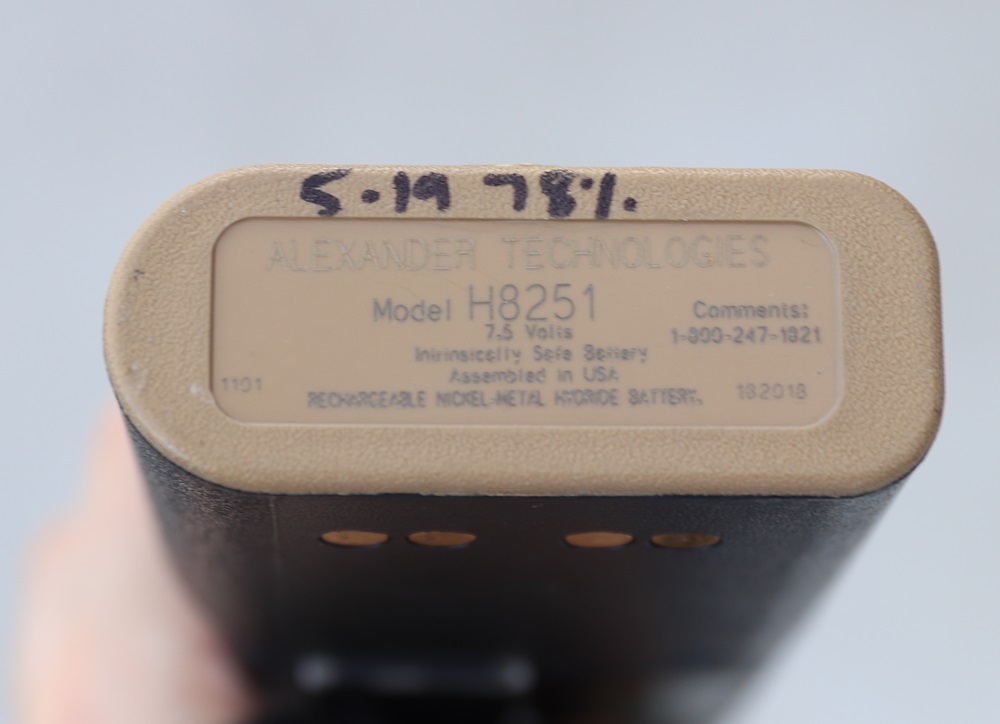 5.19 78%
ALEXANDER TECHNOLOGIES
Model H8251
7.5 Volts
Comments:
1-800-247-1821
Intrinsically Safe Battery
Assembled in USA
1101
RECHARGEABLE NICKEL-METAL HYDRIDE BATTERY.
182018